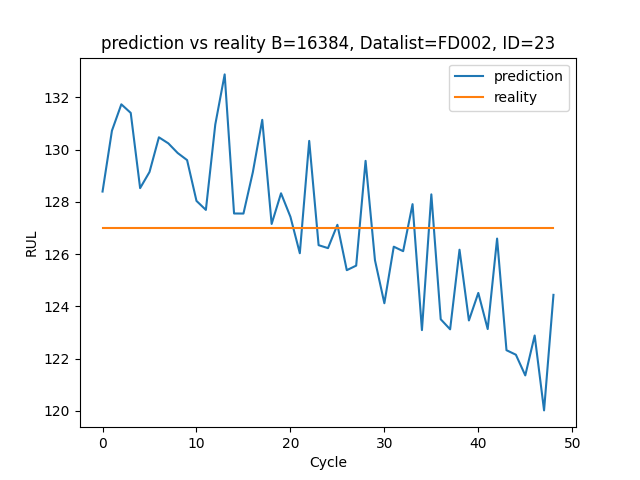 prediction vs reality B=16384, Datalist=FD002, ID=23
prediction
reality
RUL
132
130
128
126
124
122
120
0 10 20 30 40 50
Cycle